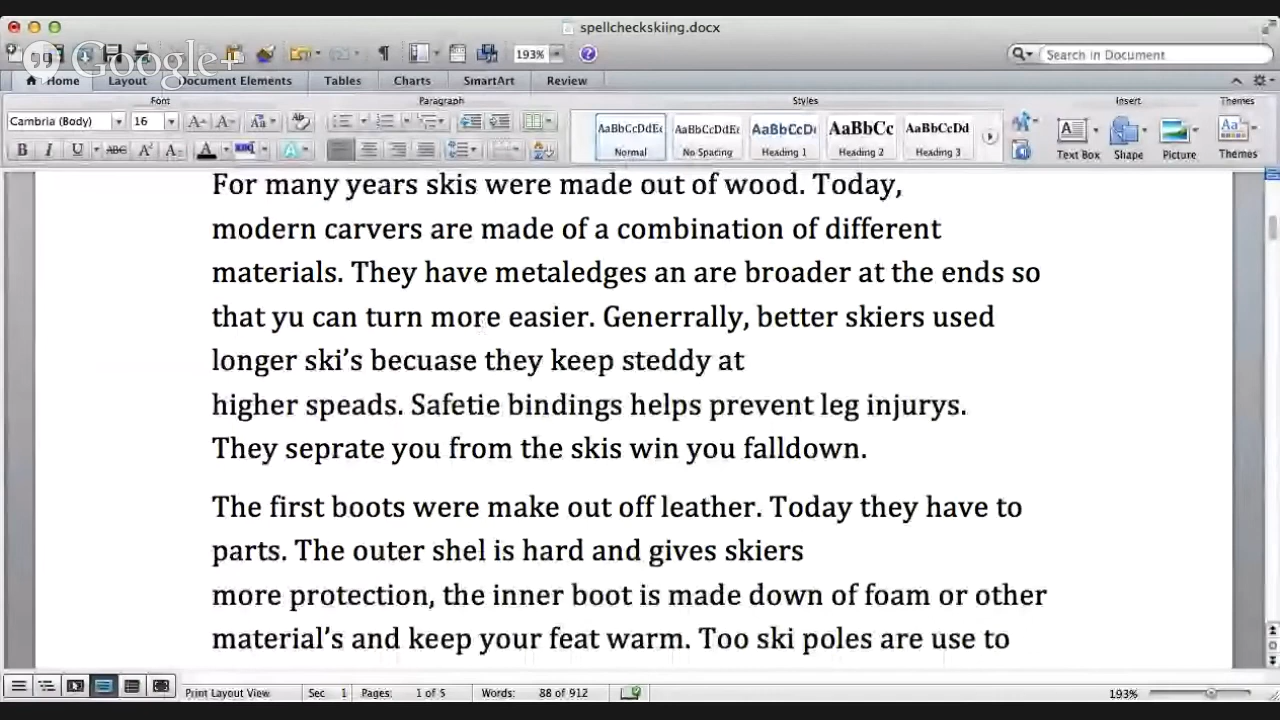 spellcheckskiing.docx
Google+
193%
Search in Document
Home Layout Document Elements Tables Charts SmartArt Review
Font Paragraph Styles Insert Themes
Cambria (Body) 16
AaBbCcDdEe AaBbCcDdEe AaBbCcDc AaBbCc AaBbCcDd
Normal No Spacing Heading 1 Heading 2 Heading 3
Text Box Shape Picture Themes
For many years skis were made out of wood. Today,
modern carvers are made of a combination of different
materials. They have metaledges an are broader at the ends so
that yu can turn more easier. Generrally, better skiers used
longer ski's becuase they keep steddy at
higher speads. Safetie bindings helps prevent leg injurys.
They seprate you from the skis win you falldown.
The first boots were make out off leather. Today they have to
parts. The outer shel is hard and gives skiers
more protection, the inner boot is made down of foam or other
material's and keep your feat warm. Too ski poles are use to
Print Layout View Sec 1 Pages: 1 of 5 Words: 88 of 912 193%